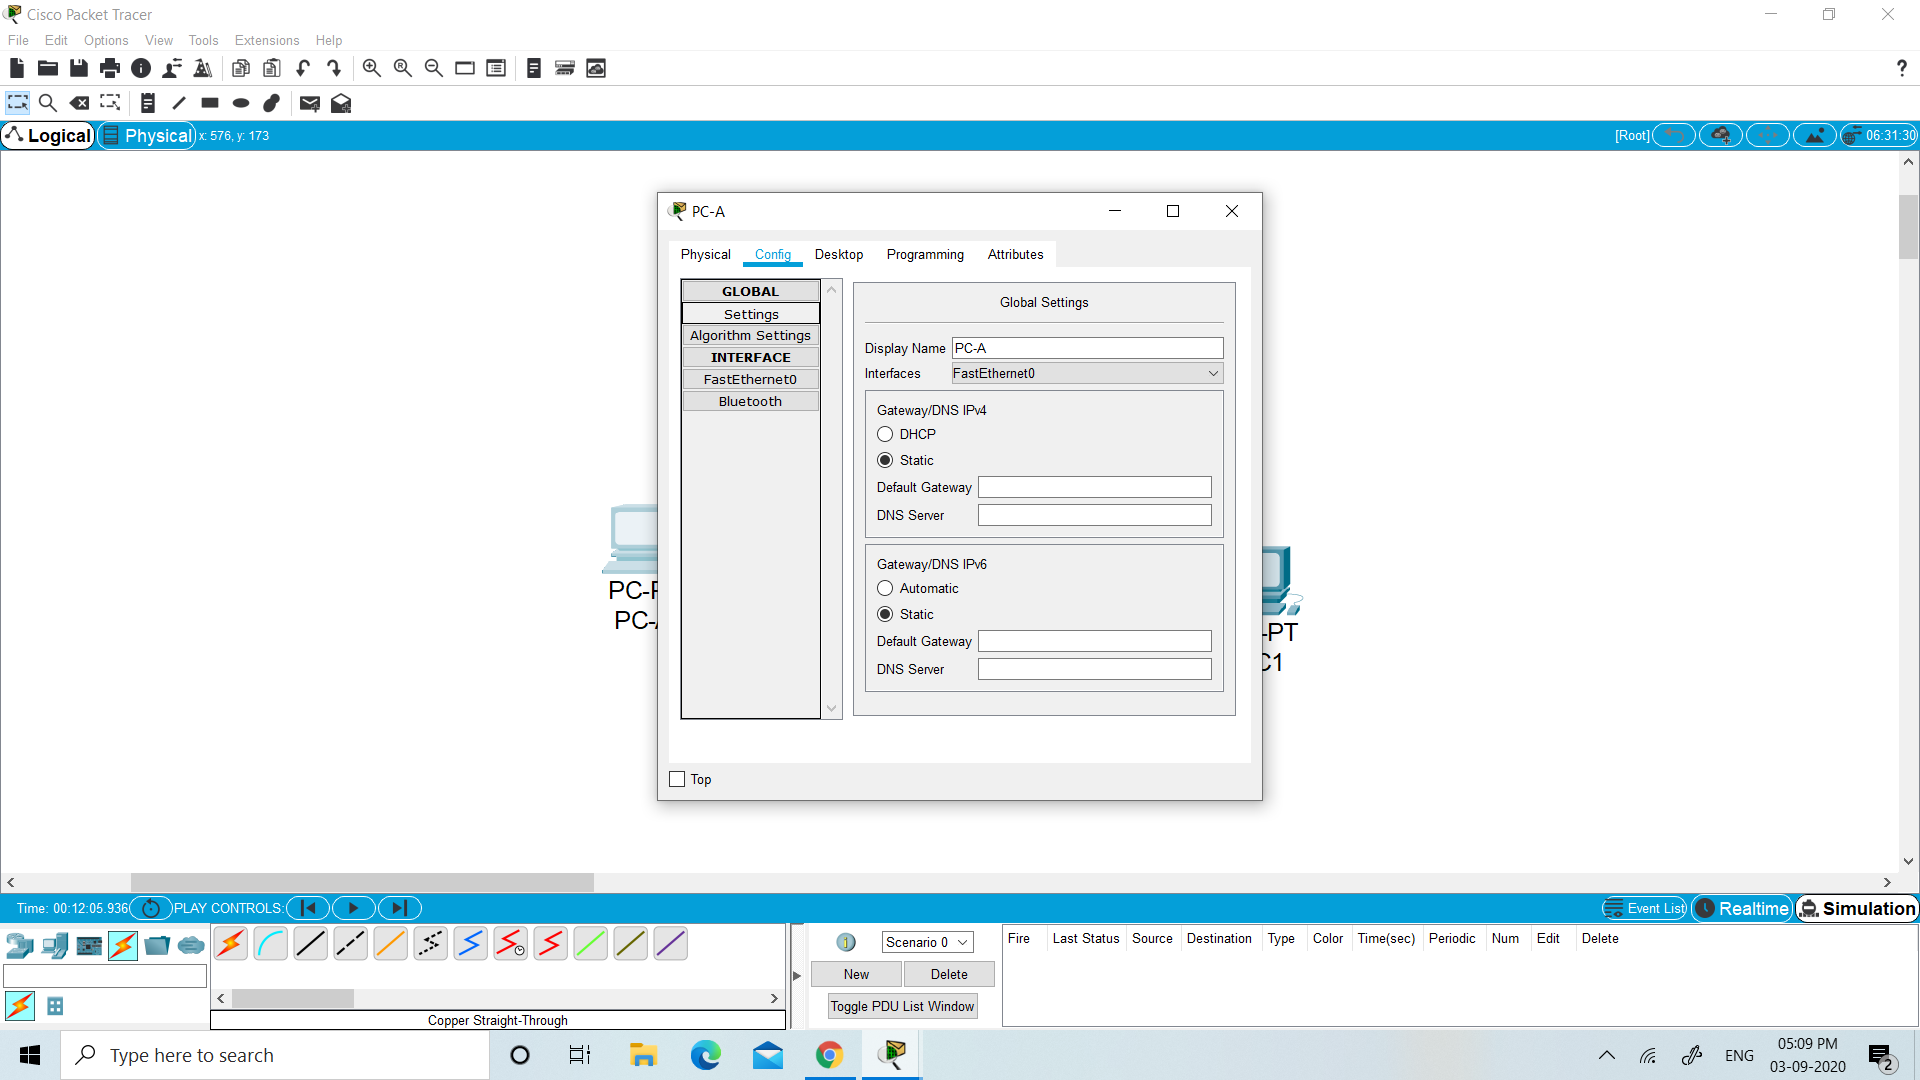 Cisco Packet Tracer
File Edit Options View Tools Extensions Help
?
Logical Physical x: 576, y: 173 [Root] 06:31:30
PC-A
Physical Config Desktop Programming Attributes
GLOBAL
Settings
Algorithm Settings
INTERFACE
FastEthernet0
Bluetooth
Global Settings
Display Name PC-A
Interfaces FastEthernet0
Gateway/DNS IPv4
DHCP
Static
Default Gateway
DNS Server
Gateway/DNS IPv6
Automatic
Static
Default Gateway
DNS Server
Top
PC-
PC-
-PT
C1
Time: 00:12:05.936 PLAY CONTROLS: Event List Realtime Simulation
Scenario 0
New Delete
Toggle PDU List Window
Fire Last Status Source Destination Type Color Time(sec) Periodic Num Edit Delete
Copper Straight-Through
Type here to search
ENG
05:09 PM
03-09-2020
2